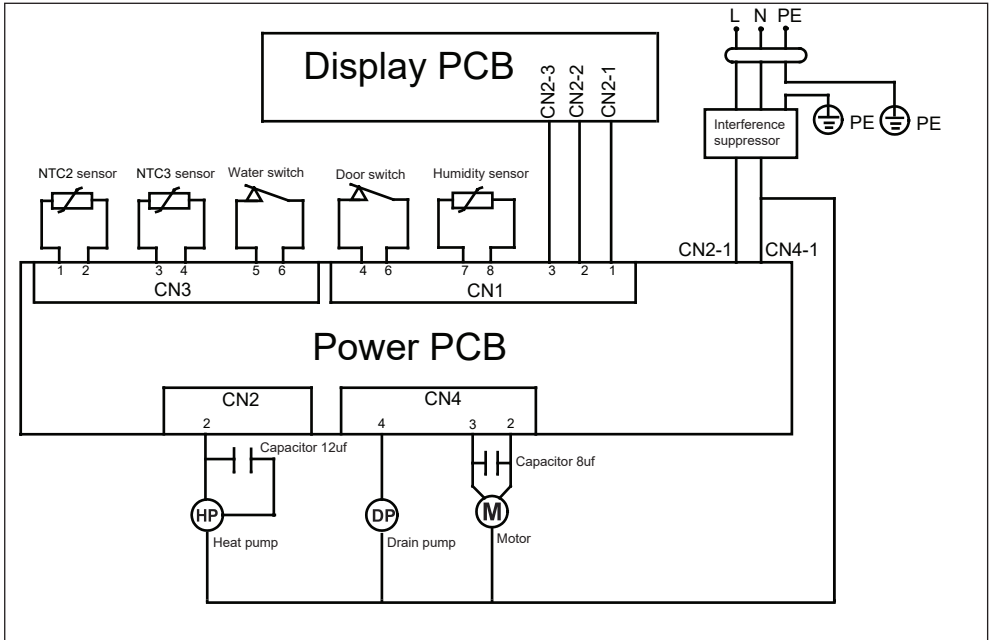 L N PE
Display PCB
CN2-3
CN2-2
CN2-1
Interference
suppressor
PE
PE
NTC2 sensor
NTC3 sensor
Water switch
Door switch
Humidity sensor
CN2-1
CN4-1
1 2 3 4 5 6
4 6 7 8 3 2 1
CN3
CN1
Power PCB
CN2
CN4
2
4
3
2
Capacitor 12uf
Capacitor 8uf
HP
DP
M
Heat pump
Drain pump
Motor